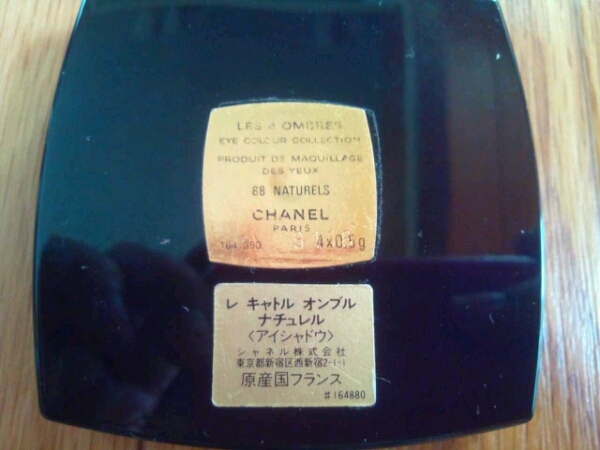 LES 4 OMBRES
EYE COLOUR COLLECTION
PRODUIT DE MAQUILLAGE
DES YEUX
88 NATURELS
CHANEL
PARIS
4x0,5g
レ キャトル オンブル
ナチュレル
〈アイシャドウ〉
シャネル株式会社
東京都新宿区西新宿2-1-1
原産国フランス
#164880